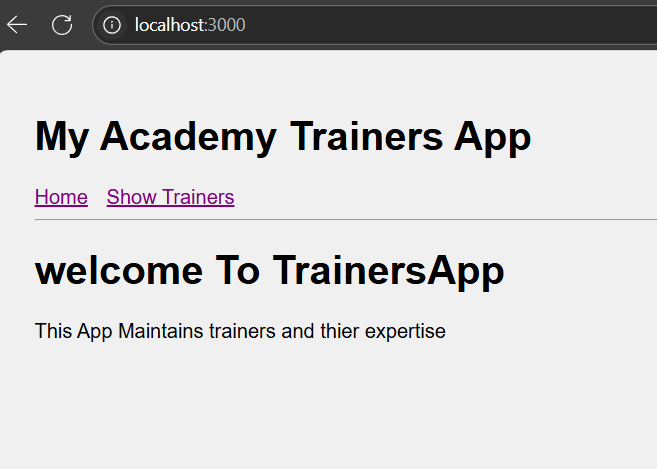 localhost:3000
My Academy Trainers App
Home Show Trainers
welcome To TrainersApp
This App Maintains trainers and thier expertise